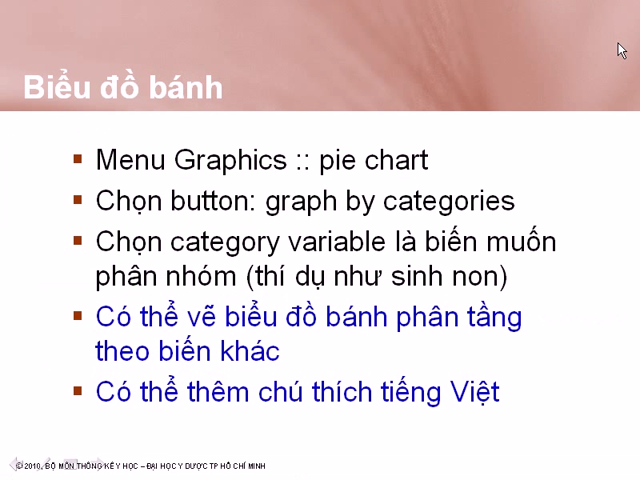 Biểu đồ bánh
Menu Graphics :: pie chart
Chọn button: graph by categories
Chọn category variable là biến muốn
phân nhóm (thí dụ như sinh non)
Có thể vẽ biểu đồ bánh phân tầng
theo biến khác
Có thể thêm chú thích tiếng Việt
© 2010, BỘ MÔN THỐNG KÊ Y HỌC – ĐẠI HỌC Y DƯỢC TP HỒ CHÍ MINH